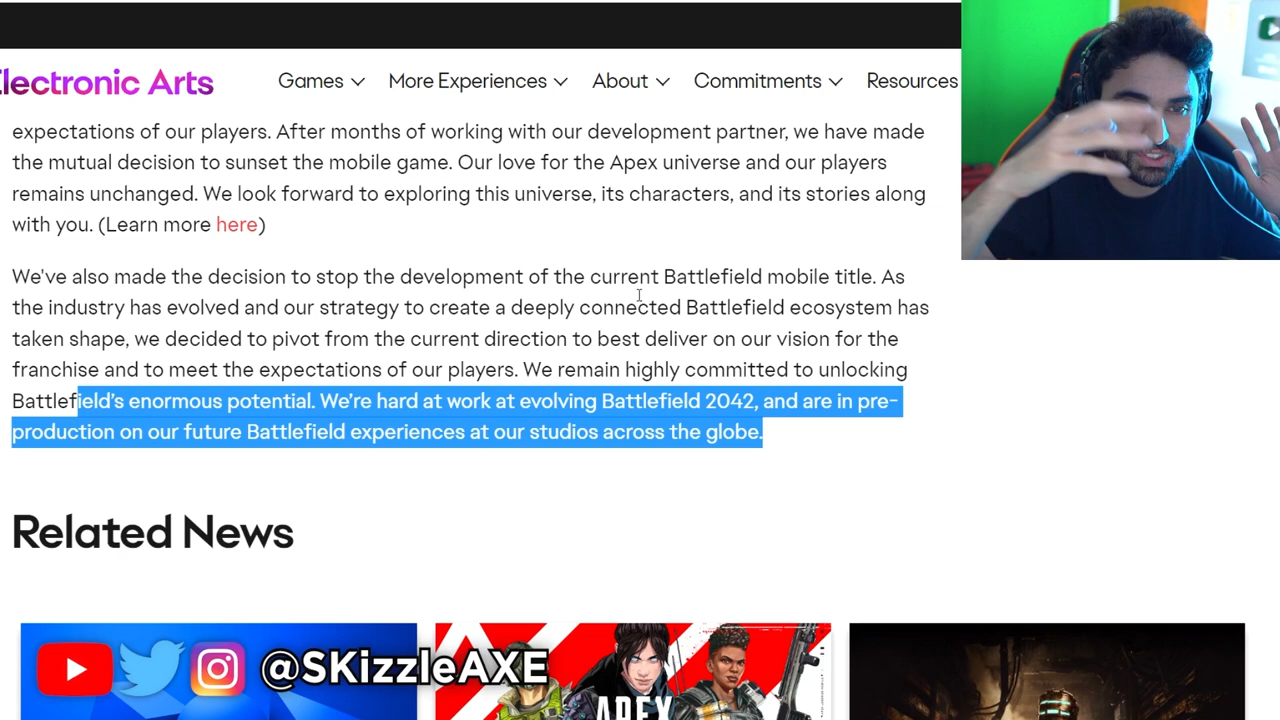 Electronic Arts
Games More Experiences About Commitments Resources
expectations of our players. After months of working with our development partner, we have made
the mutual decision to sunset the mobile game. Our love for the Apex universe and our players
remains unchanged. We look forward to exploring this universe, its characters, and its stories along
with you. (Learn more here)
We've also made the decision to stop the development of the current Battlefield mobile title. As
the industry has evolved and our strategy to create a deeply connected Battlefield ecosystem has
taken shape, we decided to pivot from the current direction to best deliver on our vision for the
franchise and to meet the expectations of our players. We remain highly committed to unlocking
Battlefield’s enormous potential. We’re hard at work at evolving Battlefield 2042, and are in pre-
production on our future Battlefield experiences at our studios across the globe.
Related News
@SKizzleAXE
APEX